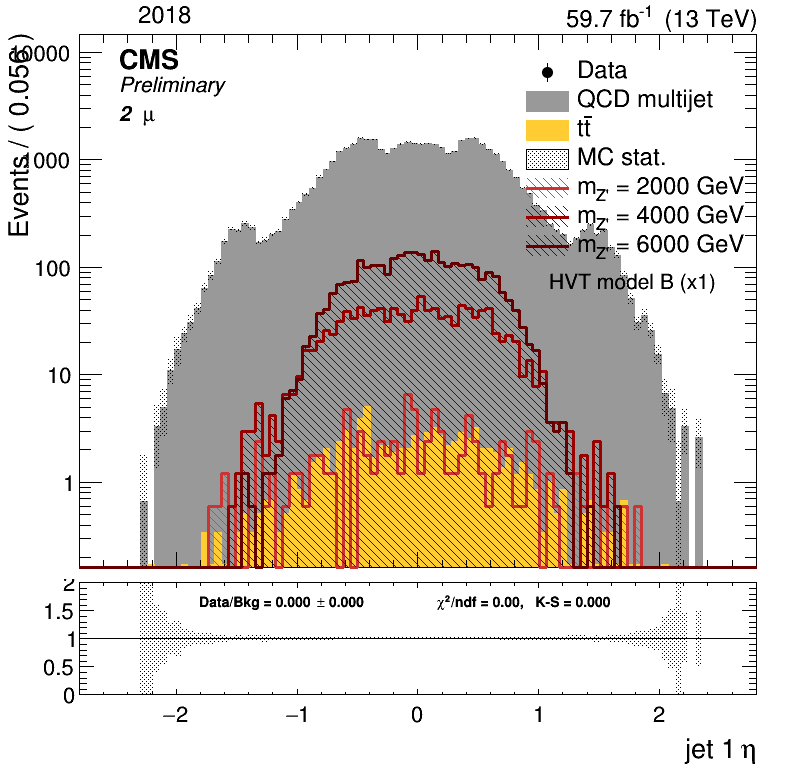 2018
59.7 fb⁻¹ (13 TeV)
CMS
Preliminary
2 μ
Events / ( 0.056 )
10000
1000
100
10
1
Data
QCD multijet
tt̄
MC stat.
m_Z' = 2000 GeV
m_Z' = 4000 GeV
m_Z' = 6000 GeV
HVT model B (x1)
2
1.5
1
0.5
0
Data/Bkg = 0.000 ± 0.000
χ²/ndf = 0.00, K-S = 0.000
−2 −1 0 1 2
jet 1 η